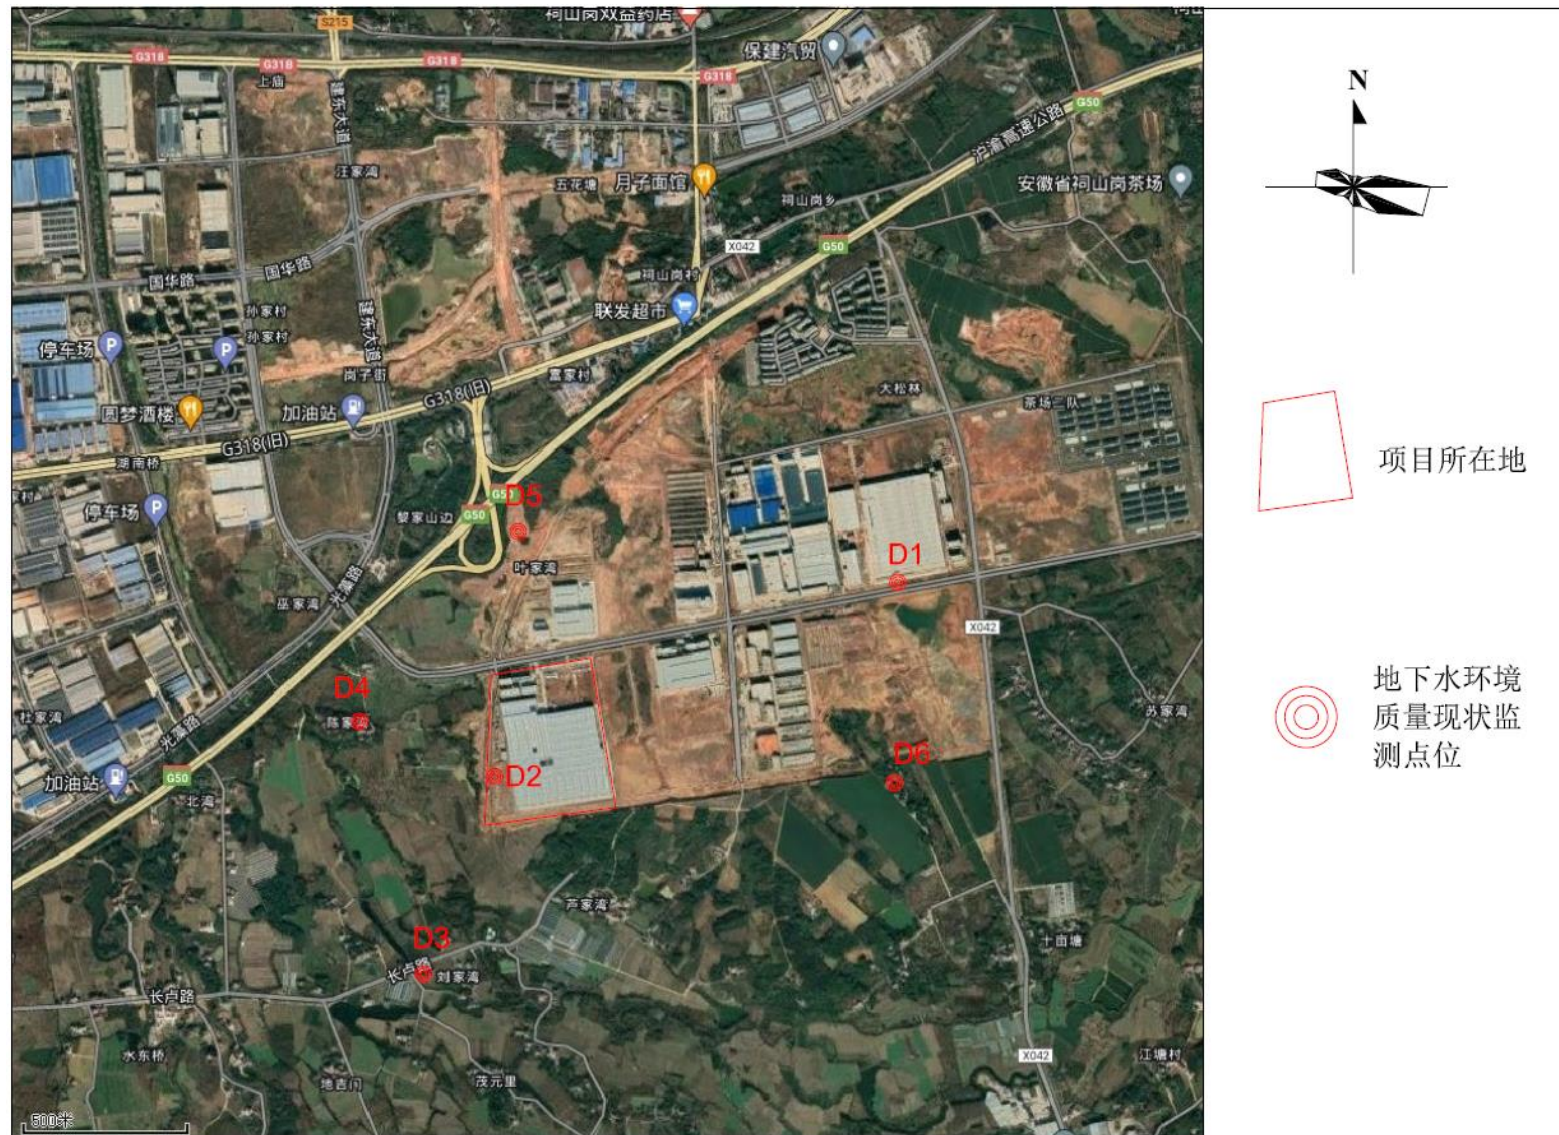 祠山岗双益药店
S215
G318
G318
G318
G318
保建汽贸
上庙
G50
建东大道
沪渝高速公路
汪家湾
五花塘
月子面馆
安徽省祠山岗茶场
祠山岗乡
X042
G50
国华路
国华路
祠山岗村
孙家村
建东大道
联发超市
孙家村
停车场
P
P
岗子街
富家村
大松林
圆梦酒楼
加油站
G318(旧)
茶场二队
G318(旧)
湖南桥
停车场
P
G50
D5
G50
黎家山边
叶家湾
D1
巫家湾
X042
D4
陈家湾
杜家湾
光藻路
苏家湾
D2
D6
加油站
G50
北湾
芦家湾
D3
长卢路
刘家湾
十亩塘
长卢路
水东桥
地吉门
茂元里
X042
江塘村
500米
N
项目所在地
地下水环境
质量现状监
测点位